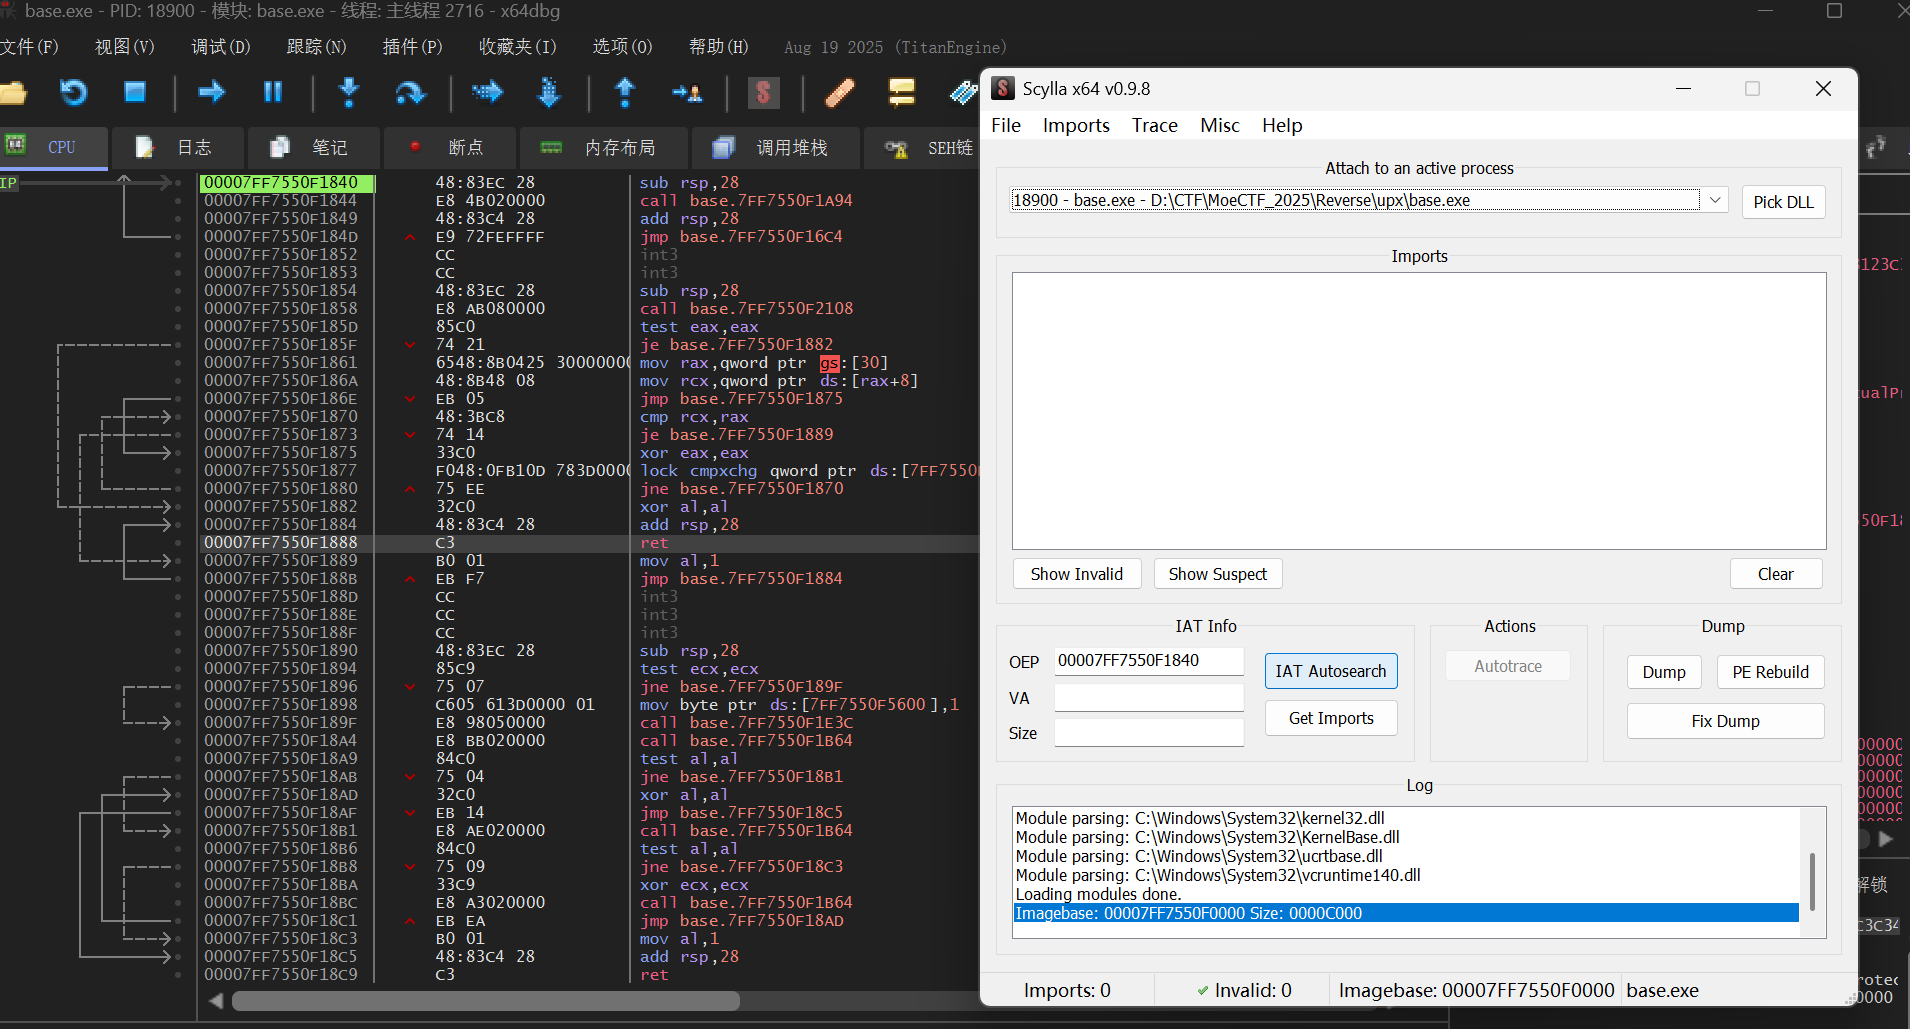 base.exe - PID: 18900 - 模块: base.exe - 线程: 主线程 2716 - x64dbg
文件(F) 视图(V) 调试(D) 跟踪(N) 插件(P) 收藏夹(I) 选项(O) 帮助(H) Aug 19 2025 (TitanEngine)
CPU 日志 笔记 断点 内存布局 调用堆栈 SEH链
IP
00007FF7550F1840 48:83EC 28 sub rsp,28
00007FF7550F1844 E8 4B020000 call base.7FF7550F1A94
00007FF7550F1849 48:83C4 28 add rsp,28
00007FF7550F184D E9 72FEFFFF jmp base.7FF7550F16C4
00007FF7550F1852 CC int3
00007FF7550F1853 CC int3
00007FF7550F1854 48:83EC 28 sub rsp,28
00007FF7550F1858 E8 AB080000 call base.7FF7550F2108
00007FF7550F185D 85C0 test eax,eax
00007FF7550F185F 74 21 je base.7FF7550F1882
00007FF7550F1861 6548:8B0425 30000000 mov rax,qword ptr gs:[30]
00007FF7550F186A 48:8B48 08 mov rcx,qword ptr ds:[rax+8]
00007FF7550F186E EB 05 jmp base.7FF7550F1875
00007FF7550F1870 48:3BC8 cmp rcx,rax
00007FF7550F1873 74 14 je base.7FF7550F1889
00007FF7550F1875 33C0 xor eax,eax
00007FF7550F1877 F048:0FB10D 783D000 lock cmpxchg qword ptr ds:[7FF7550
00007FF7550F1880 75 EE jne base.7FF7550F1870
00007FF7550F1882 32C0 xor al,al
00007FF7550F1884 48:83C4 28 add rsp,28
00007FF7550F1888 C3 ret
00007FF7550F1889 B0 01 mov al,1
00007FF7550F188B EB F7 jmp base.7FF7550F1884
00007FF7550F188D CC int3
00007FF7550F188E CC int3
00007FF7550F188F CC int3
00007FF7550F1890 48:83EC 28 sub rsp,28
00007FF7550F1894 85C9 test ecx,ecx
00007FF7550F1896 75 07 jne base.7FF7550F189F
00007FF7550F1898 C605 613D0000 01 mov byte ptr ds:[7FF7550F5600],1
00007FF7550F189F E8 98050000 call base.7FF7550F1E3C
00007FF7550F18A4 E8 BB020000 call base.7FF7550F1B64
00007FF7550F18A9 84C0 test al,al
00007FF7550F18AB 75 04 jne base.7FF7550F18B1
00007FF7550F18AD 32C0 xor al,al
00007FF7550F18AF EB 14 jmp base.7FF7550F18C5
00007FF7550F18B1 E8 AE020000 call base.7FF7550F1B64
00007FF7550F18B6 84C0 test al,al
00007FF7550F18B8 75 09 jne base.7FF7550F18C3
00007FF7550F18BA 33C9 xor ecx,ecx
00007FF7550F18BC E8 A3020000 call base.7FF7550F1B64
00007FF7550F18C1 EB EA jmp base.7FF7550F18AD
00007FF7550F18C3 B0 01 mov al,1
00007FF7550F18C5 48:83C4 28 add rsp,28
00007FF7550F18C9 C3 ret
Scylla x64 v0.9.8
File Imports Trace Misc Help
Attach to an active process
18900 - base.exe - D:\CTF\MoeCTF_2025\Reverse\upx\base.exe
Pick DLL
Imports
Show Invalid Show Suspect Clear
IAT Info
OEP 00007FF7550F1840
VA
Size
IAT Autosearch
Get Imports
Actions
Autotrace
Dump
Dump PE Rebuild
Fix Dump
Log
Module parsing: C:\Windows\System32\kernel32.dll
Module parsing: C:\Windows\System32\KernelBase.dll
Module parsing: C:\Windows\System32\ucrtbase.dll
Module parsing: C:\Windows\System32\vcruntime140.dll
Loading modules done.
Imagebase: 00007FF7550F0000 Size: 0000C000
Imports: 0 Invalid: 0 Imagebase: 00007FF7550F0000 base.exe